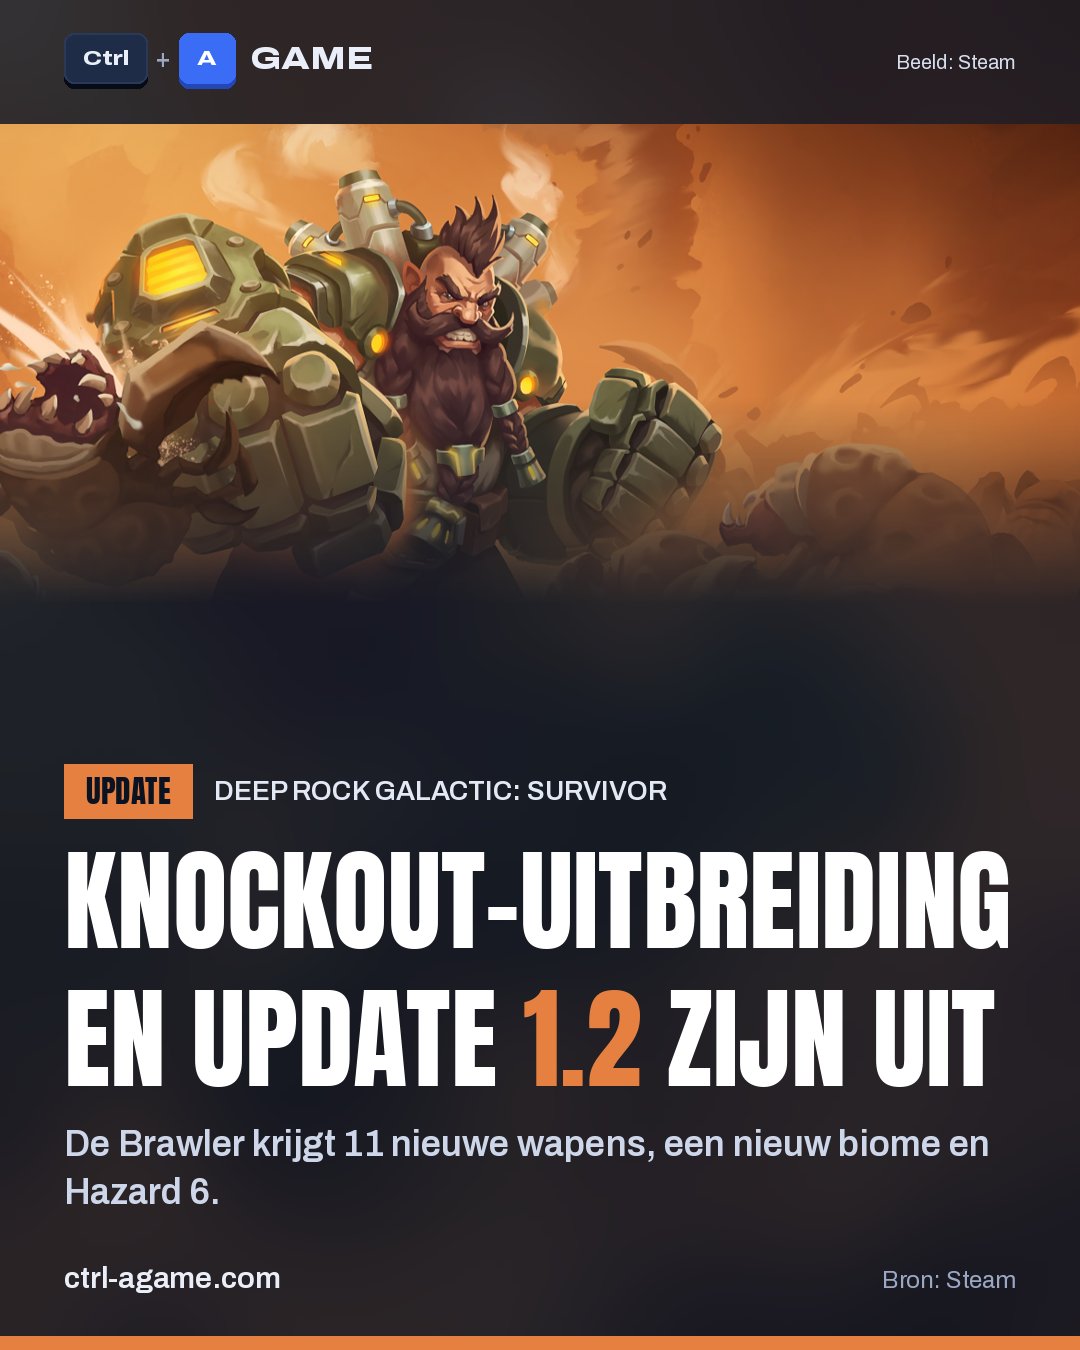 Ctrl + A GAME
Beeld: Steam
UPDATE DEEP ROCK GALACTIC: SURVIVOR
KNOCKOUT-UITBREIDING
EN UPDATE 1.2 ZIJN UIT
De Brawler krijgt 11 nieuwe wapens, een nieuw biome en
Hazard 6.
ctrl-agame.com
Bron: Steam